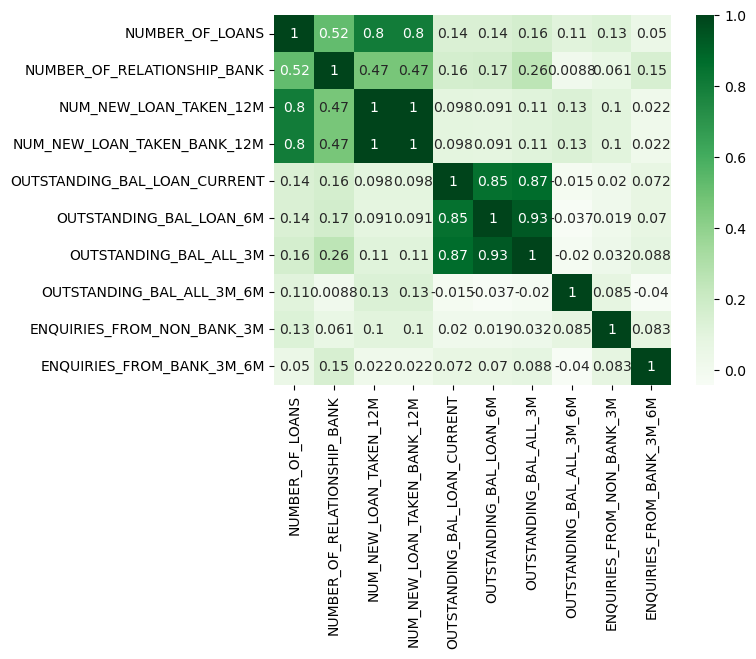 NUMBER_OF_LOANS 1 0.52 0.8 0.8 0.14 0.14 0.16 0.11 0.13 0.05
NUMBER_OF_RELATIONSHIP_BANK 0.52 1 0.47 0.47 0.16 0.17 0.26 0.0088 0.061 0.15
NUM_NEW_LOAN_TAKEN_12M 0.8 0.47 1 1 0.098 0.091 0.11 0.13 0.1 0.022
NUM_NEW_LOAN_TAKEN_BANK_12M 0.8 0.47 1 1 0.098 0.091 0.11 0.13 0.1 0.022
OUTSTANDING_BAL_LOAN_CURRENT 0.14 0.16 0.098 0.098 1 0.85 0.87 -0.015 0.02 0.072
OUTSTANDING_BAL_LOAN_6M 0.14 0.17 0.091 0.091 0.85 1 0.93 -0.037 0.019 0.07
OUTSTANDING_BAL_ALL_3M 0.16 0.26 0.11 0.11 0.87 0.93 1 -0.02 0.032 0.088
OUTSTANDING_BAL_ALL_3M_6M 0.11 0.0088 0.13 0.13 -0.015 -0.037 -0.02 1 0.085 -0.04
ENQUIRIES_FROM_NON_BANK_3M 0.13 0.061 0.1 0.1 0.02 0.019 0.032 0.085 1 0.083
ENQUIRIES_FROM_BANK_3M_6M 0.05 0.15 0.022 0.022 0.072 0.07 0.088 -0.04 0.083 1
NUMBER_OF_LOANS
NUMBER_OF_RELATIONSHIP_BANK
NUM_NEW_LOAN_TAKEN_12M
NUM_NEW_LOAN_TAKEN_BANK_12M
OUTSTANDING_BAL_LOAN_CURRENT
OUTSTANDING_BAL_LOAN_6M
OUTSTANDING_BAL_ALL_3M
OUTSTANDING_BAL_ALL_3M_6M
ENQUIRIES_FROM_NON_BANK_3M
ENQUIRIES_FROM_BANK_3M_6M
1.0
0.8
0.6
0.4
0.2
0.0